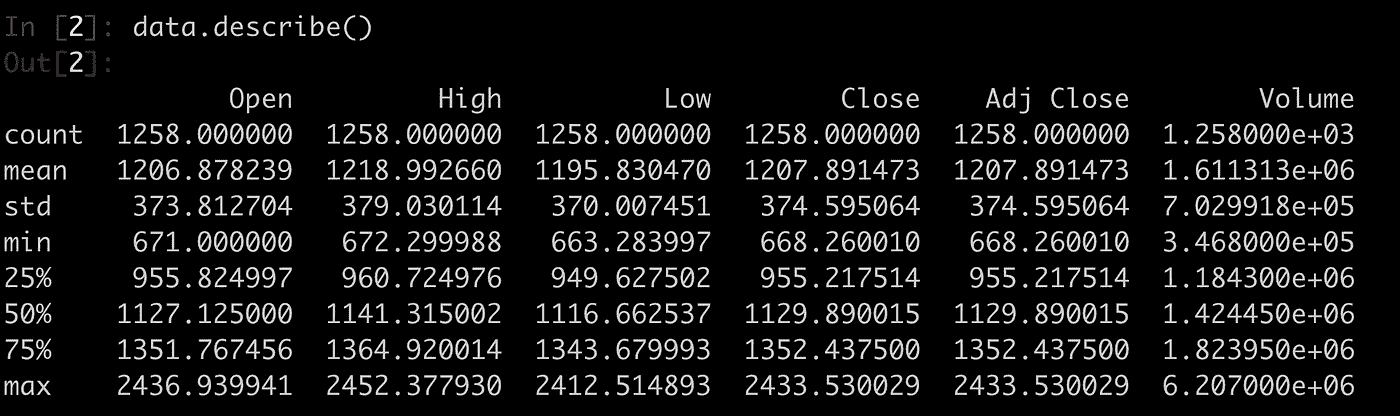 In [2]: data.describe()
Out[2]:
Open High Low Close Adj Close Volume
count 1258.000000 1258.000000 1258.000000 1258.000000 1258.000000 1.258000e+03
mean 1206.878239 1218.992660 1195.830470 1207.891473 1207.891473 1.611313e+06
std 373.812704 379.030114 370.007451 374.595064 374.595064 7.029918e+05
min 671.000000 672.299988 663.283997 668.260010 668.260010 3.468000e+05
25% 955.824997 960.724976 949.627502 955.217514 955.217514 1.184300e+06
50% 1127.125000 1141.315002 1116.662537 1129.890015 1129.890015 1.424450e+06
75% 1351.767456 1364.920014 1343.679993 1352.437500 1352.437500 1.823950e+06
max 2436.939941 2452.377930 2412.514893 2433.530029 2433.530029 6.207000e+06